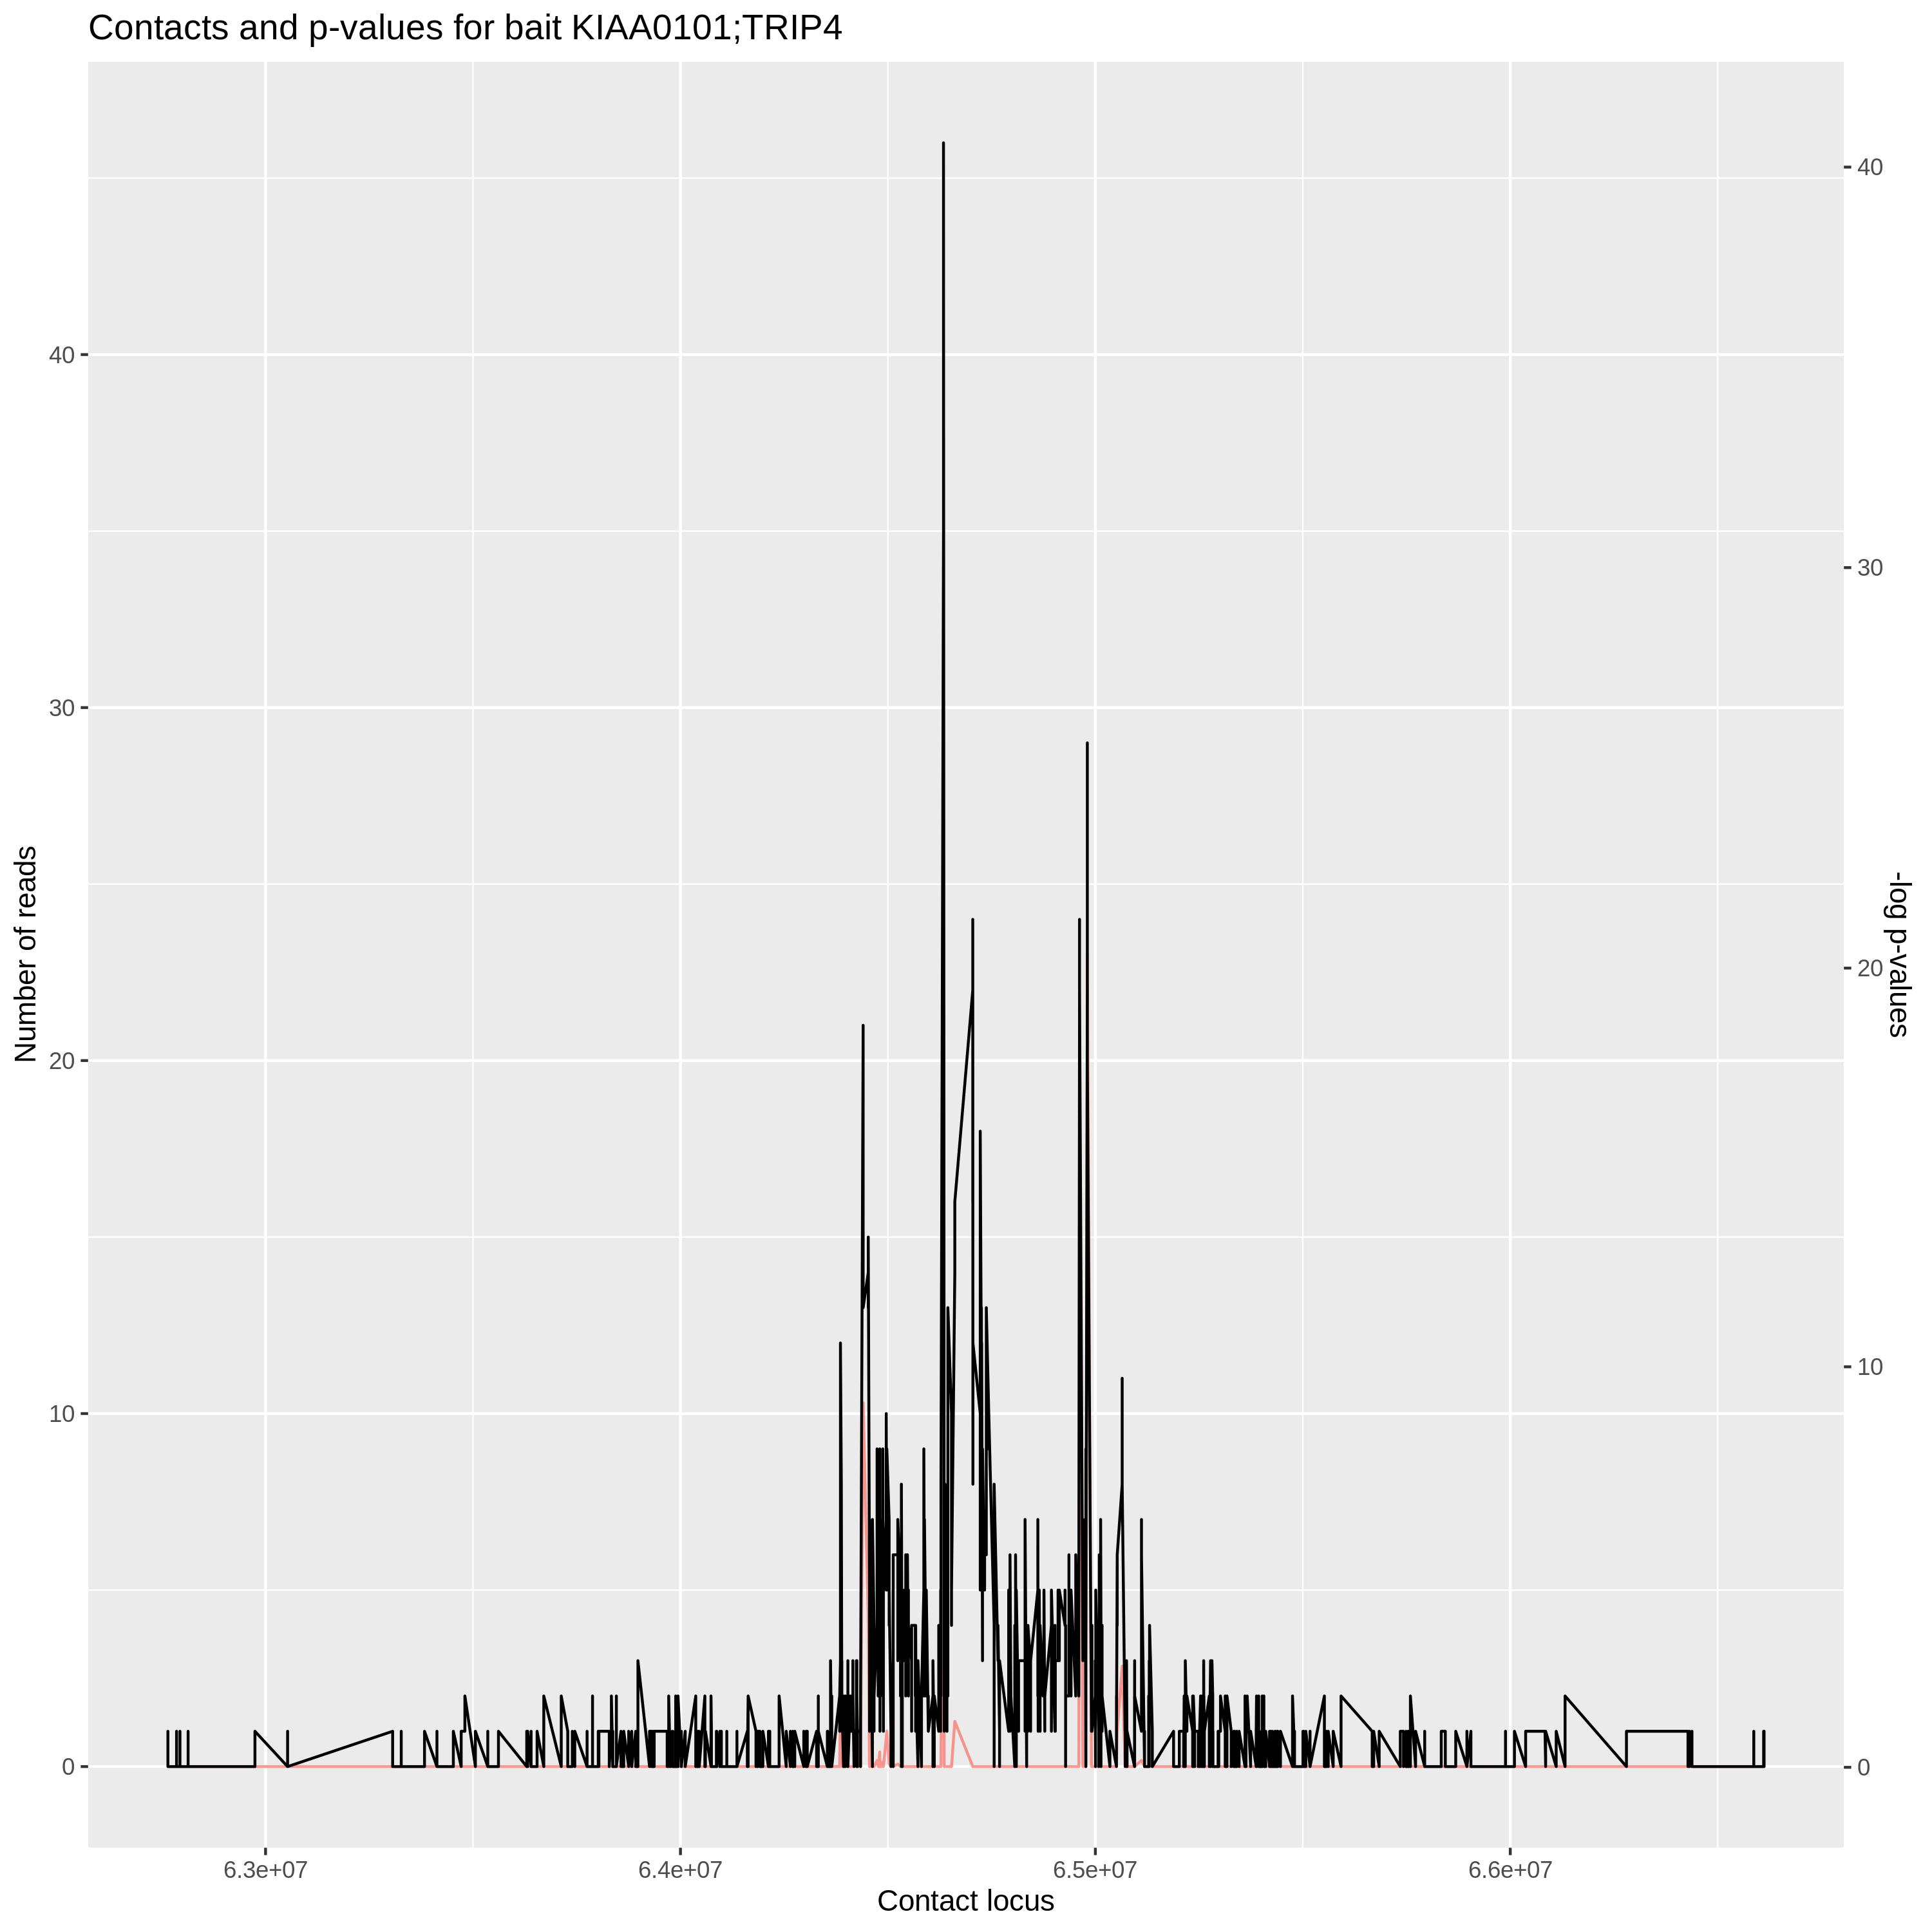 Contacts and p-values for bait KIAA0101;TRIP4
40
40
30
30
20
20
10
10
0
0
Number of reads
-log p-values
6.3e+07
6.4e+07
6.5e+07
6.6e+07
Contact locus